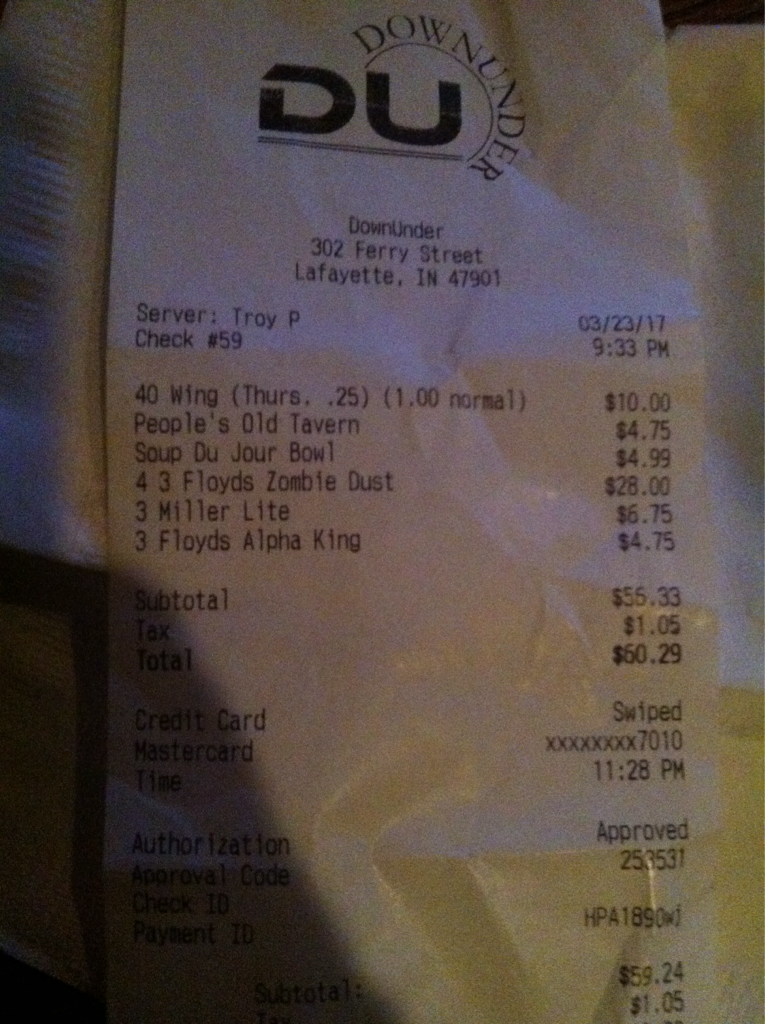 DOWNUNDER
DU
DownUnder
302 Ferry Street
Lafayette, IN 47901
Server: Troy P 03/23/17
Check #59 9:33 PM
40 Wing (Thurs. .25) (1.00 normal) $10.00
People's Old Tavern $4.75
Soup Du Jour Bowl $4.99
4 3 Floyds Zombie Dust $28.00
3 Miller Lite $6.75
3 Floyds Alpha King $4.75
Subtotal
Tax $1.05
Total $60.29
Credit Card Swiped
Mastercard xxxxxxxx7010
Time 11:28 PM
Authorization Approved
Approval Code 253531
Check ID
Payment ID HPA1890wj
Subtotal: $59.24
Tax $1.05